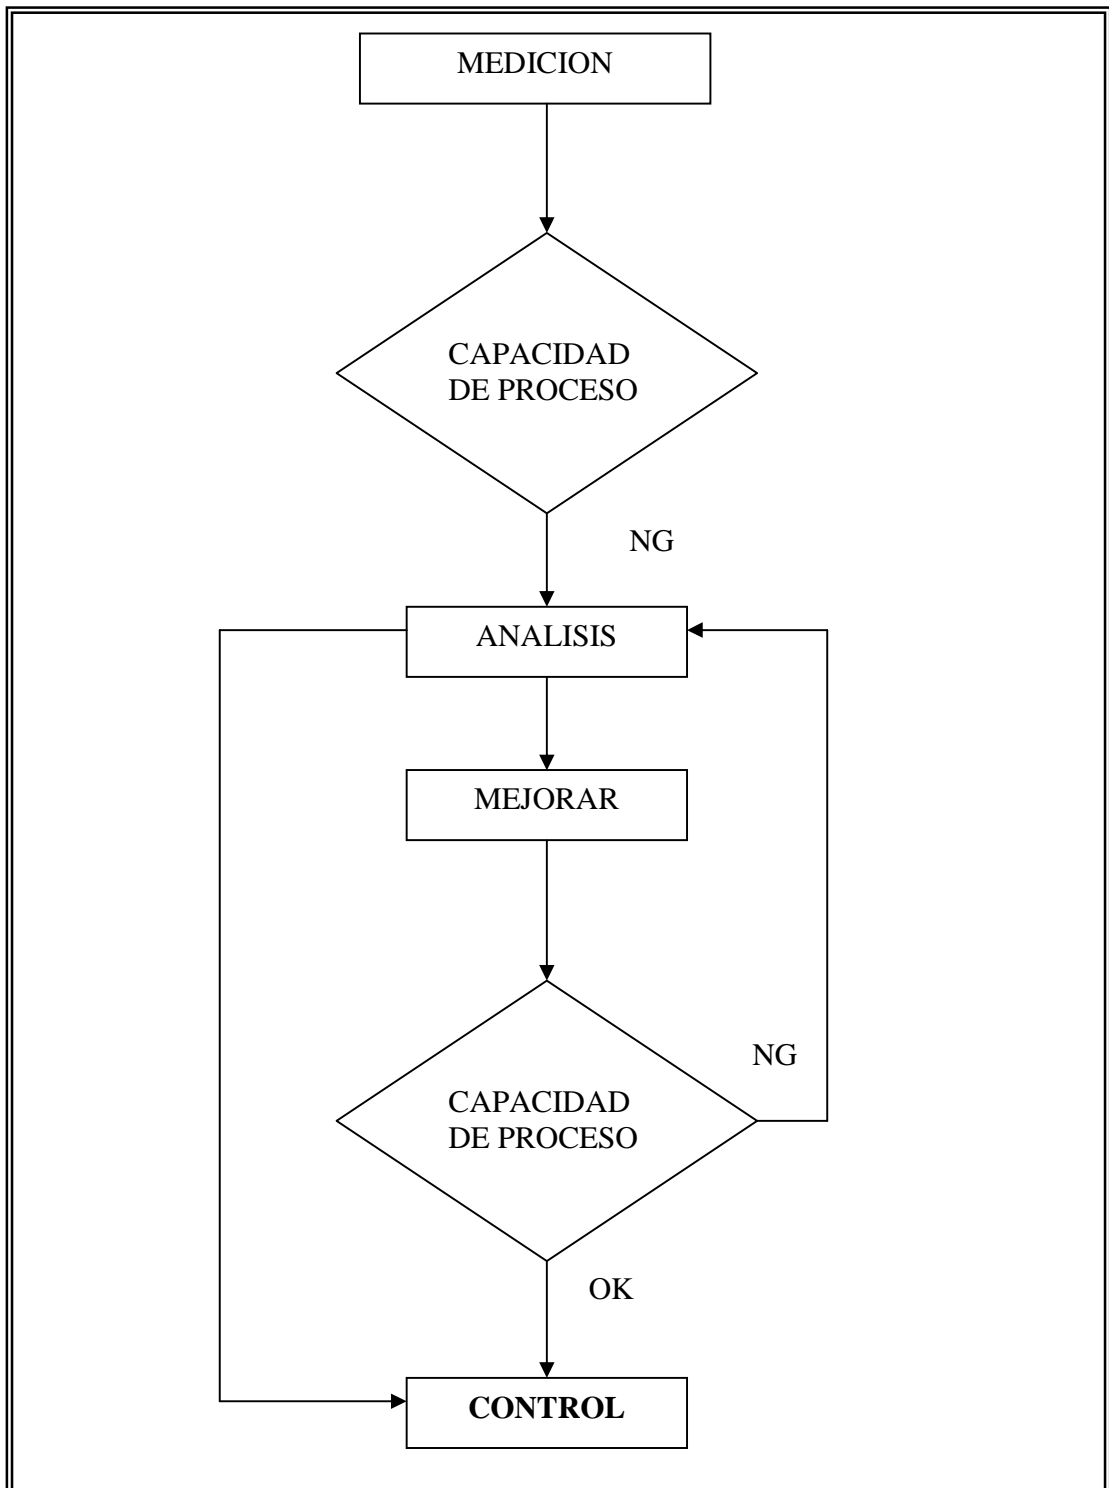 MEDICION
CAPACIDAD
DE PROCESO
NG
ANALISIS
MEJORAR
NG
CAPACIDAD
DE PROCESO
OK
CONTROL